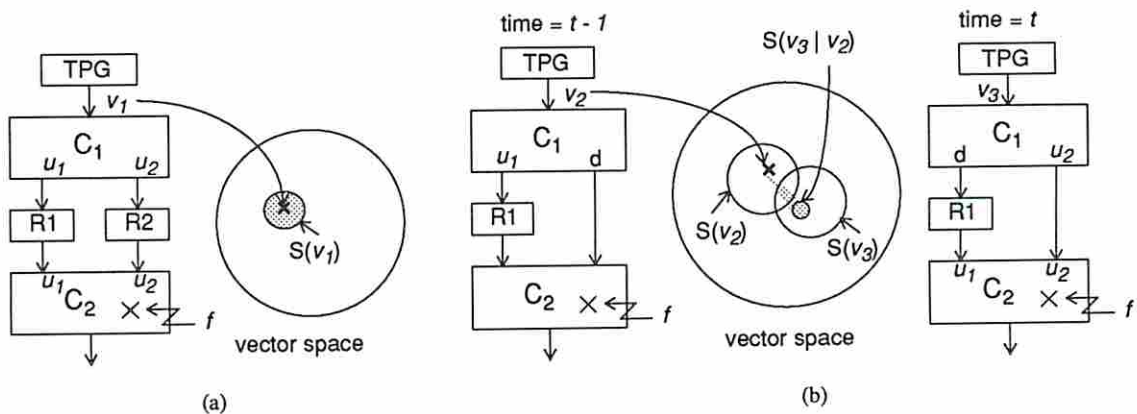 time = t - 1
S(v3 | v2)
time = t
TPG
TPG
TPG
v1
v2
v3
C1
C1
C1
u1 u2
u1 d
d u2
R1 R2
R1
R1
S(v1)
S(v2)
S(v3)
u1 u2
u1 u2
C2
C2
C2
f
f
f
vector space
vector space
(a)
(b)